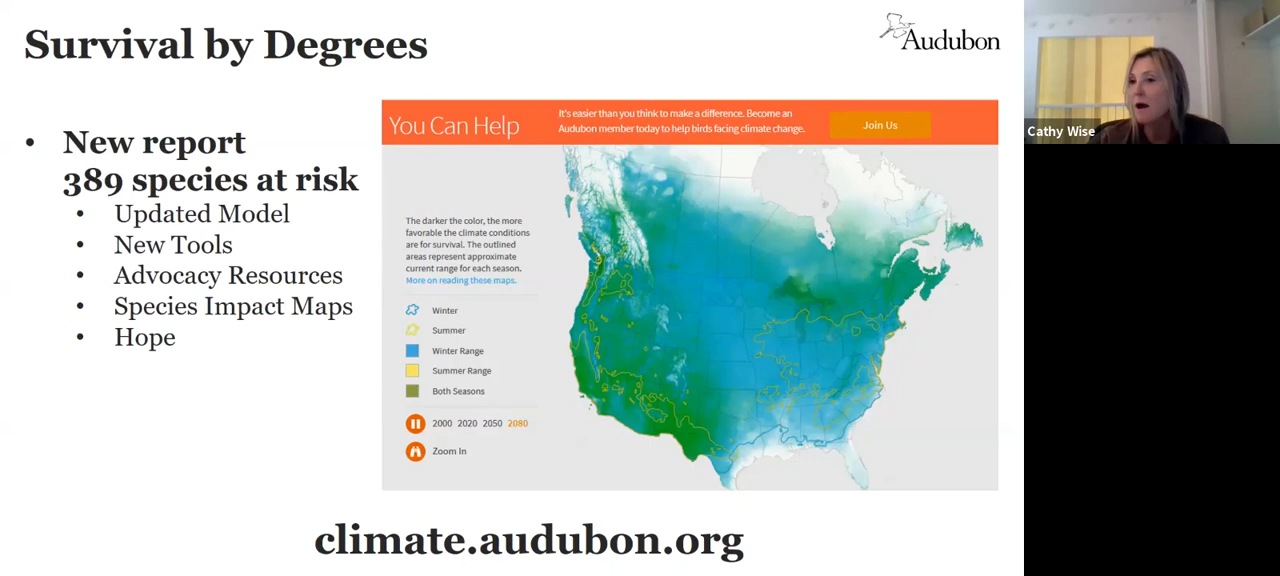 Survival by Degrees
Audubon
• New report
389 species at risk
• Updated Model
• New Tools
• Advocacy Resources
• Species Impact Maps
• Hope
You Can Help
It's easier than you think to make a difference. Become an
Audubon member today to help birds facing climate change.
Join Us
The darker the color, the more
favorable the climate conditions
are for survival. The outlined
areas represent approximate
current range for each season.
More on reading these maps.
Winter
Summer
Winter Range
Summer Range
Both Seasons
2000 2020 2050 2080
Zoom In
climate.audubon.org
Cathy Wise